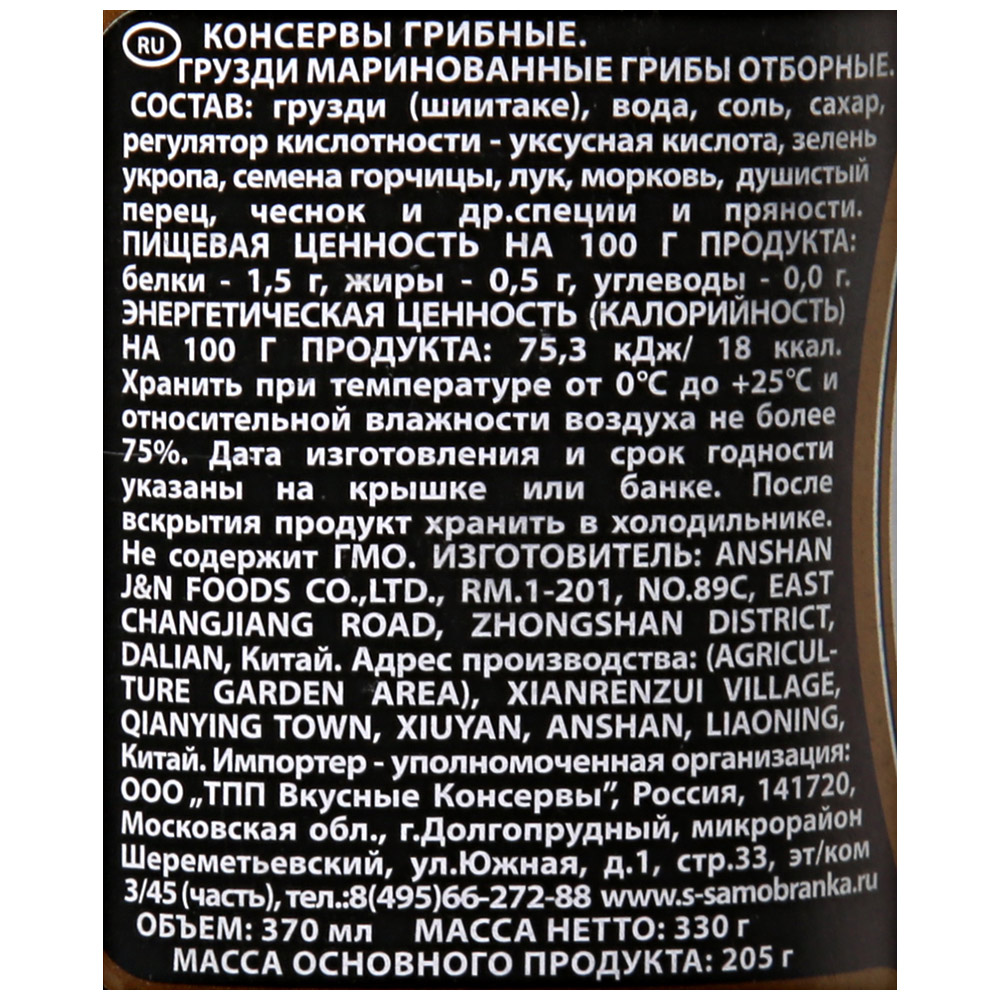 RU КОНСЕРВЫ ГРИБНЫЕ.
ГРУЗДИ МАРИНОВАННЫЕ ГРИБЫ ОТБОРНЫЕ.
СОСТАВ: грузди (шиитаке), вода, соль, сахар,
регулятор кислотности - уксусная кислота, зелень
укропа, семена горчицы, лук, морковь, душистый
перец, чеснок и др.специи и пряности.
ПИЩЕВАЯ ЦЕННОСТЬ НА 100 Г ПРОДУКТА:
белки - 1,5 г, жиры - 0,5 г, углеводы - 0,0 г.
ЭНЕРГЕТИЧЕСКАЯ ЦЕННОСТЬ (КАЛОРИЙНОСТЬ)
НА 100 Г ПРОДУКТА: 75,3 кДж/ 18 ккал.
Хранить при температуре от 0°С до +25°С и
относительной влажности воздуха не более
75%. Дата изготовления и срок годности
указаны на крышке или банке. После
вскрытия продукт хранить в холодильнике.
Не содержит ГМО. ИЗГОТОВИТЕЛЬ: ANSHAN
J&N FOODS CO.,LTD., RM.1-201, NO.89C, EAST
CHANGJIANG ROAD, ZHONGSHAN DISTRICT,
DALIAN, Китай. Адрес производства: (AGRICUL-
TURE GARDEN AREA), XIANRENZUI VILLAGE,
QIANYING TOWN, XIUYAN, ANSHAN, LIAONING,
Китай. Импортер - уполномоченная организация:
ООО „ТПП Вкусные Консервы”, Россия, 141720,
Московская обл., г.Долгопрудный, микрорайон
Шереметьевский, ул.Южная, д.1, стр.33, эт/ком
3/45 (часть), тел.:8(495)66-272-88 www.s-samobranka.ru
ОБЪЕМ: 370 мл МАССА НЕТТО: 330 г
МАССА ОСНОВНОГО ПРОДУКТА: 205 г